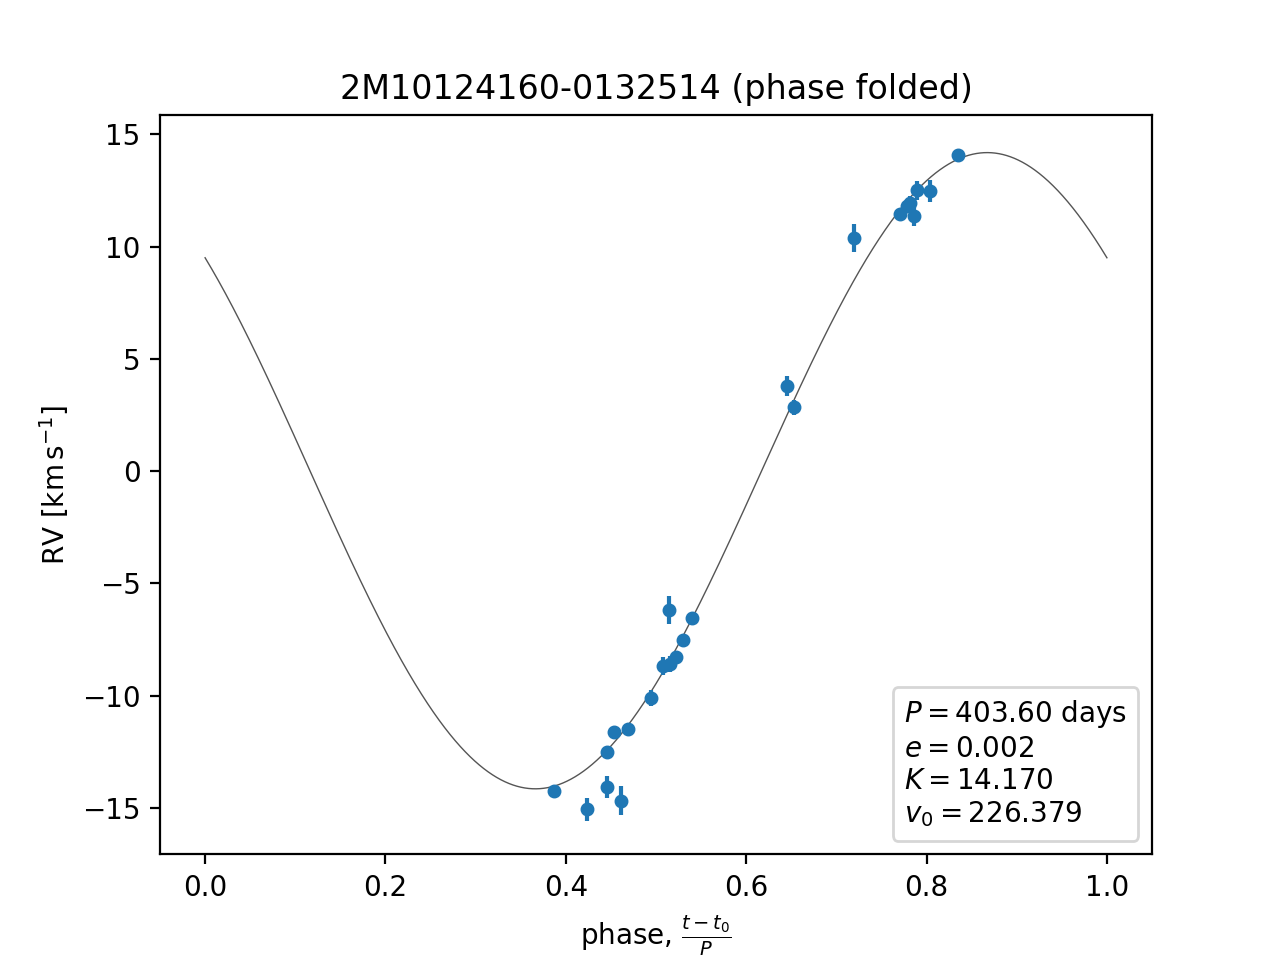 2M10124160-0132514 (phase folded)
15
10
5
0
−5
−10
−15
RV [km s⁻¹]
P = 403.60 days
e = 0.002
K = 14.170
v₀ = 226.379
0.0 0.2 0.4 0.6 0.8 1.0
phase, (t − t₀)/P